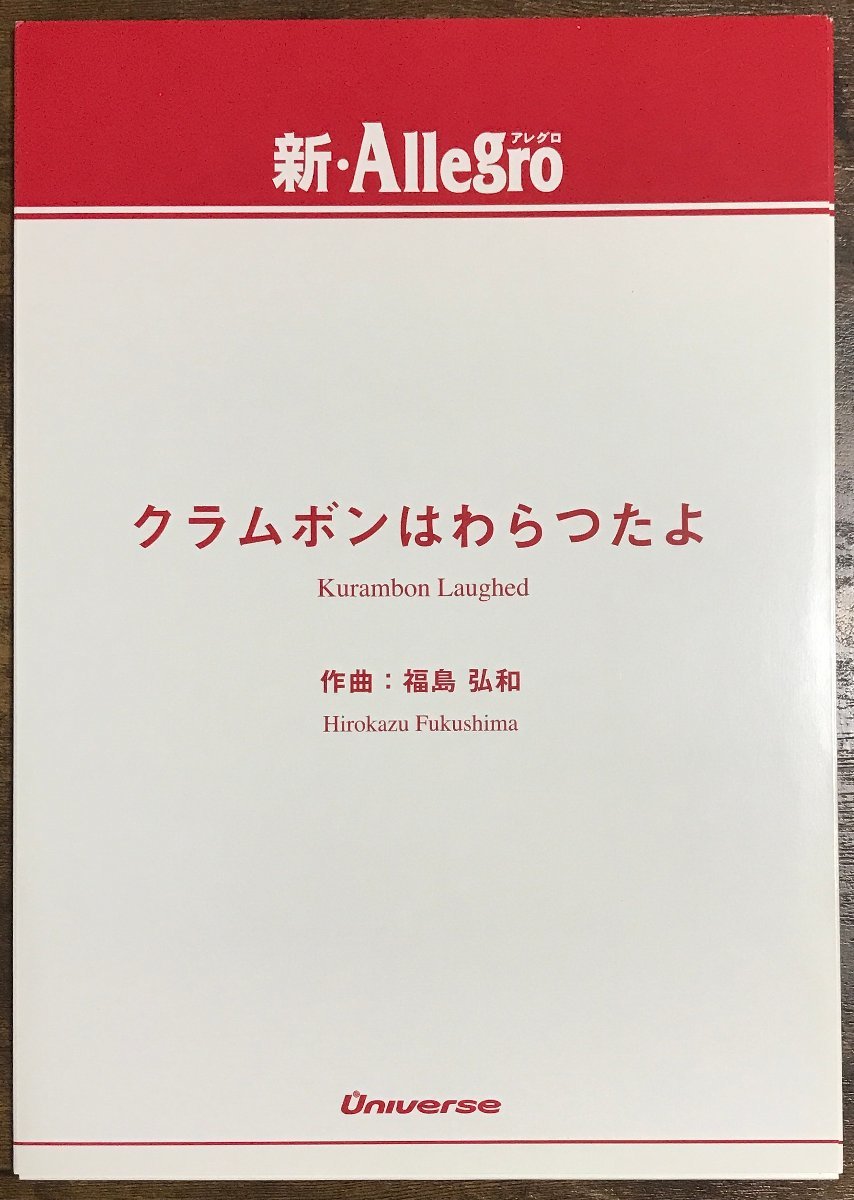 アレグロ
新・Allegro
クラムボンはわらつたよ
Kurambon Laughed
作曲：福島 弘和
Hirokazu Fukushima
Universe